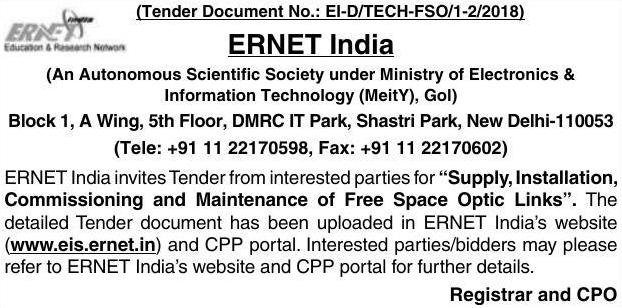 (Tender Document No.: EI-D/TECH-FSO/1-2/2018)
ERNET
Education & Research Network
ERNET India
(An Autonomous Scientific Society under Ministry of Electronics &
Information Technology (MeitY), GoI)
Block 1, A Wing, 5th Floor, DMRC IT Park, Shastri Park, New Delhi-110053
(Tele: +91 11 22170598, Fax: +91 11 22170602)
ERNET India invites Tender from interested parties for “Supply, Installation,
Commissioning and Maintenance of Free Space Optic Links”. The
detailed Tender document has been uploaded in ERNET India’s website
(www.eis.ernet.in) and CPP portal. Interested parties/bidders may please
refer to ERNET India’s website and CPP portal for further details.
Registrar and CPO